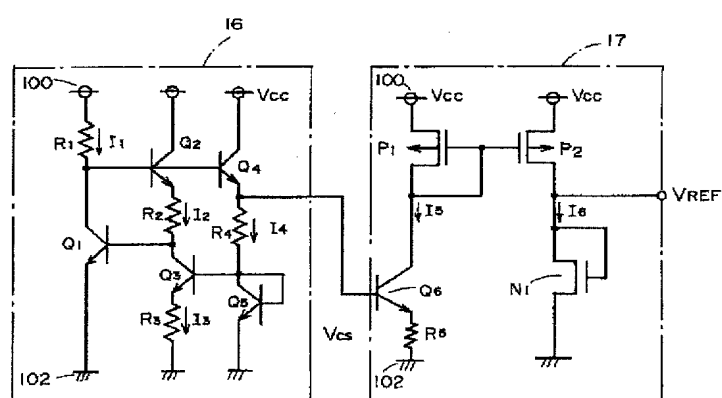 16
17
100
Vcc
100
Vcc
Vcc
R1
I1
Q2
Q4
P1
P2
R2
I2
R4
I4
I5
I6
VREF
Q1
Q3
Q5
Q6
N1
R3
I3
Vcs
R6
102
102